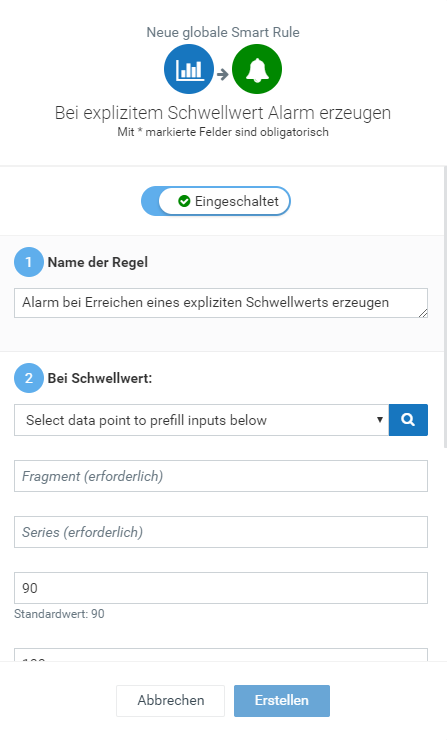 Neue globale Smart Rule
Bei explizitem Schwellwert Alarm erzeugen
Mit * markierte Felder sind obligatorisch
Eingeschaltet
1 Name der Regel
Alarm bei Erreichen eines expliziten Schwellwerts erzeugen
2 Bei Schwellwert:
Select data point to prefill inputs below
Fragment (erforderlich)
Series (erforderlich)
90
Standardwert: 90
Abbrechen
Erstellen